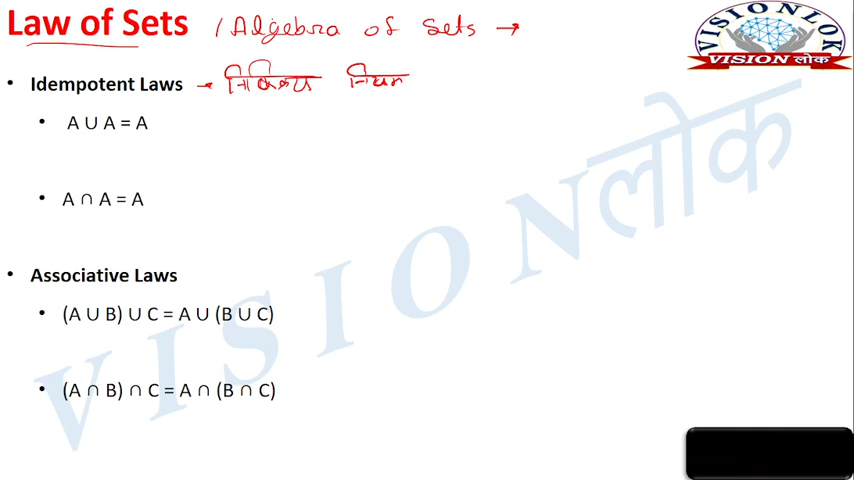 Law of Sets / Algebra of Sets →
• Idempotent Laws → नियम
• A ∪ A = A
• A ∩ A = A
• Associative Laws
• (A ∪ B) ∪ C = A ∪ (B ∪ C)
• (A ∩ B) ∩ C = A ∩ (B ∩ C)
VISIONLOK
VISION लोक
VISIONलोक